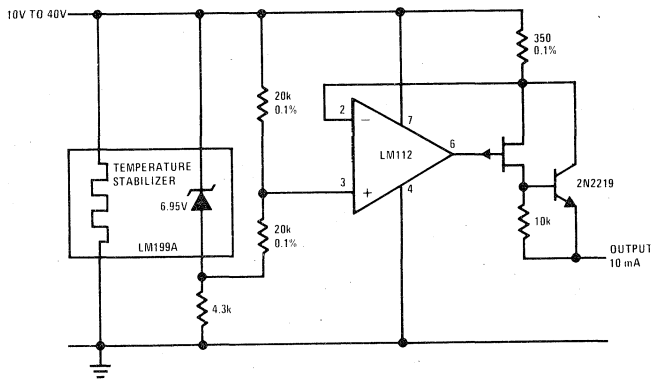 10V TO 40V
350
0.1%
20k
0.1%
2
7
6
LM112
3
4
TEMPERATURE
STABILIZER
6.95V
LM199A
2N2219
20k
0.1%
10k
OUTPUT
10 mA
4.3k